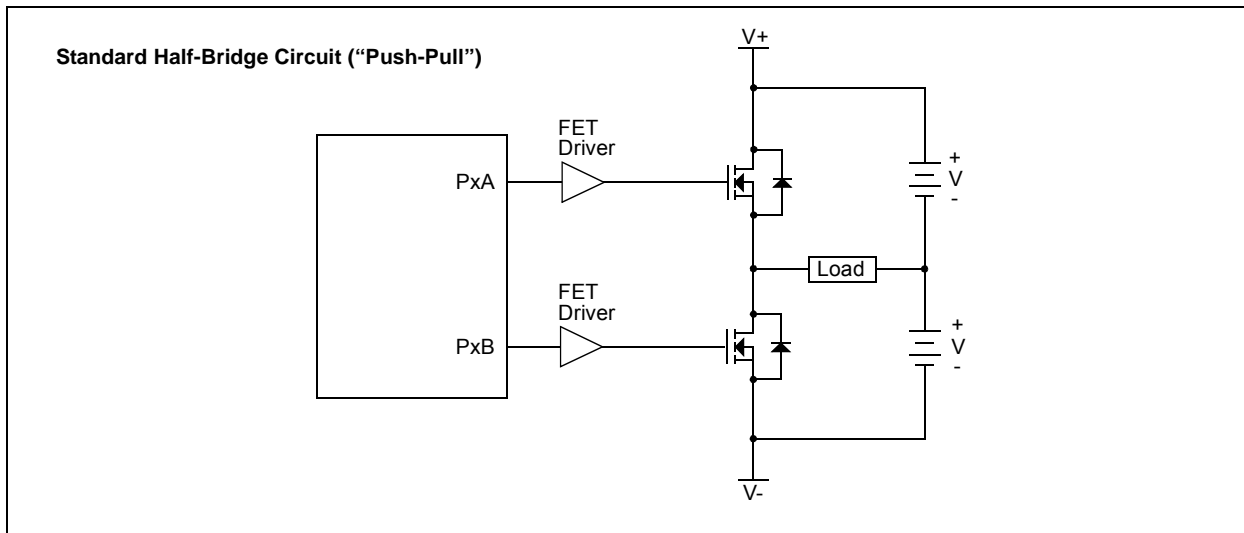 Standard Half-Bridge Circuit (“Push-Pull”)
V+
FET
Driver
PxA
+
V
-
Load
FET
Driver
PxB
+
V
-
V-